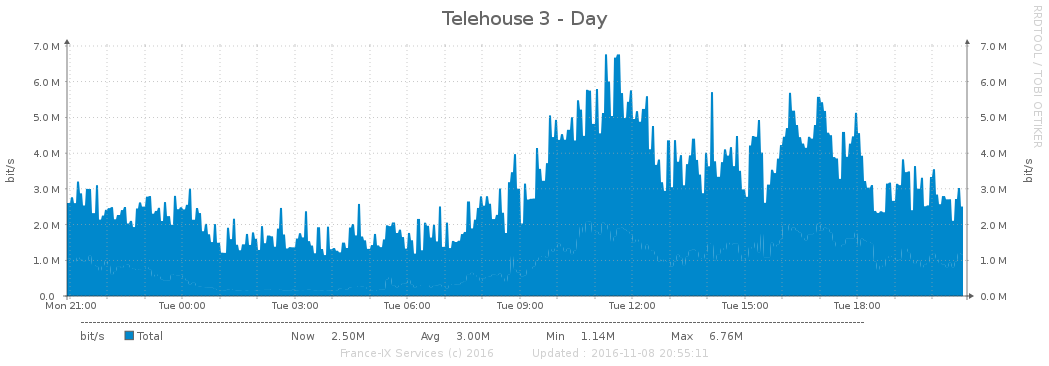 Telehouse 3 - Day
RRDTOOL / TOBI OETIKER
bit/s
7.0 M 7.0 M
6.0 M 6.0 M
5.0 M 5.0 M
4.0 M 4.0 M
3.0 M 3.0 M
2.0 M 2.0 M
1.0 M 1.0 M
0.0 0.0 M
bit/s
Mon 21:00 Tue 00:00 Tue 03:00 Tue 06:00 Tue 09:00 Tue 12:00 Tue 15:00 Tue 18:00
bit/s Total Now 2.50M Avg 3.00M Min 1.14M Max 6.76M
France-IX Services (c) 2016 Updated : 2016-11-08 20:55:11